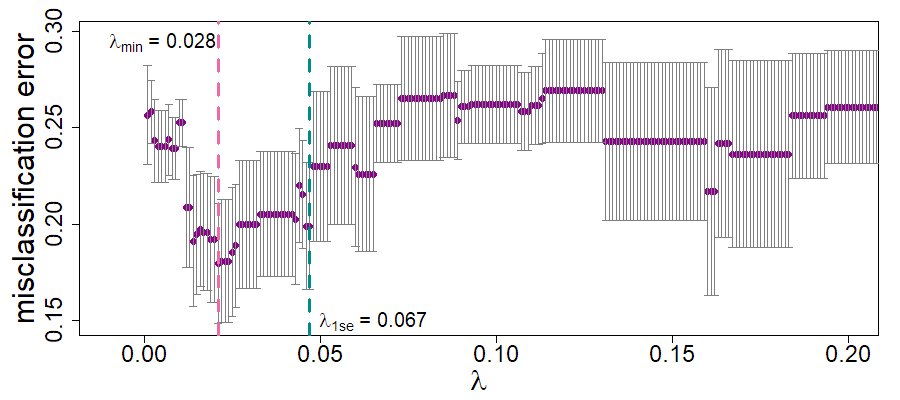 misclassification error
0.30
0.25
0.20
0.15
λmin = 0.028
λ1se = 0.067
0.00 0.05 0.10 0.15 0.20
λ